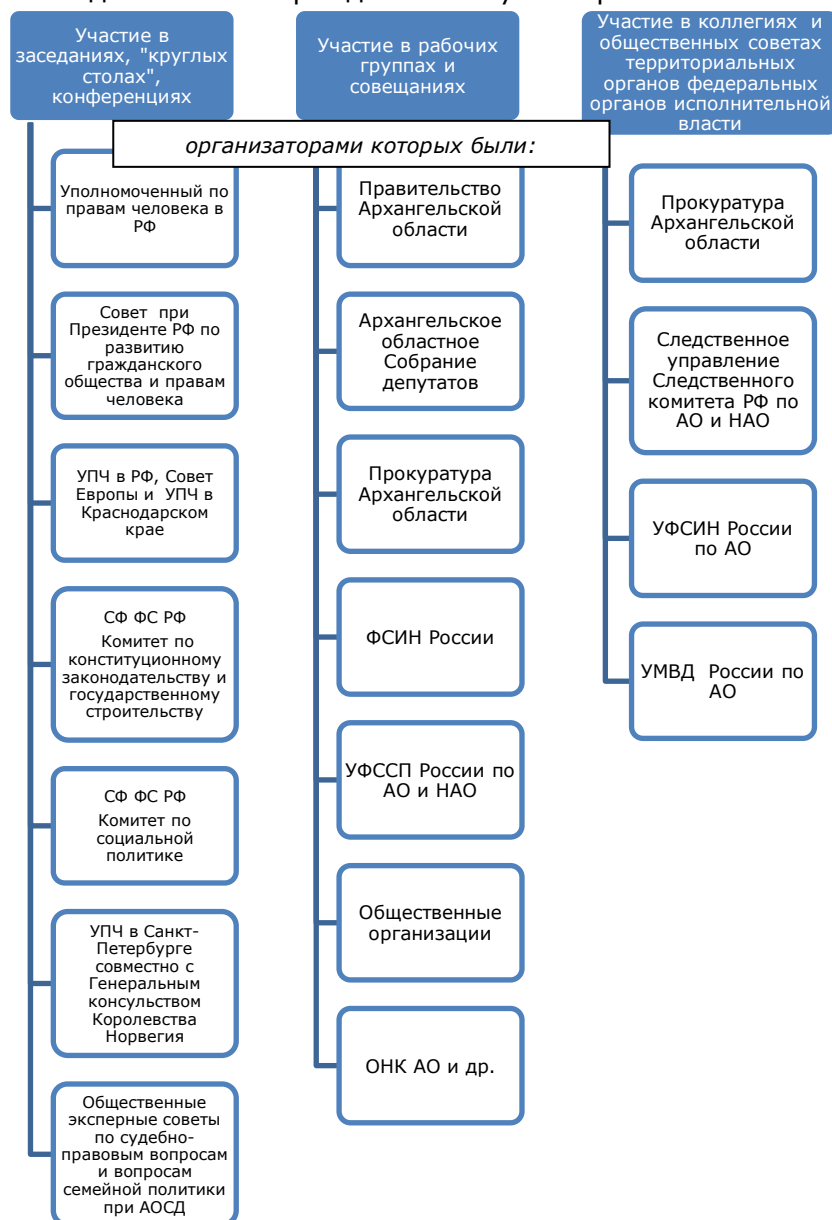 Участие в
заседаниях, "круглых
столах",
конференциях
Участие в рабочих
группах и
совещаниях
Участие в коллегиях и
общественных советах
территориальных
органов федеральных
органов исполнительной
власти
организаторами которых были:
Уполномоченный по
правам человека в
РФ
Совет при
Президенте РФ по
развитию
гражданского
общества и правам
человека
УПЧ в РФ, Совет
Европы и УПЧ в
Краснодарском
крае
СФ ФС РФ
Комитет по
конституционному
законодательству и
государственному
строительству
СФ ФС РФ
Комитет по
социальной
политике
УПЧ в Санкт-
Петербурге
совместно с
Генеральным
консульством
Королевства
Норвегия
Общественные
эксперные советы
по судебно-
правовым вопросам
и вопросам
семейной политики
при АОСД
Правительство
Архангельской
области
Архангельское
областное
Собрание
депутатов
Прокуратура
Архангельской
области
ФСИН России
УФССП России по
АО и НАО
Общественные
организации
ОНК АО и др.
Прокуратура
Архангельской
области
Следственное
управление
Следственного
комитета РФ по
АО и НАО
УФСИН России
по АО
УМВД России по
АО